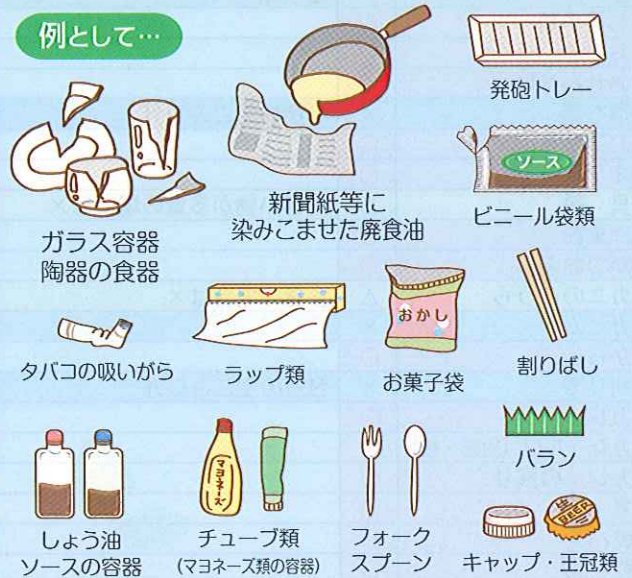 例として…
発砲トレー
ソース
ビニール袋類
新聞紙等に
染みこませた廃食油
ガラス容器
陶器の食器
タバコの吸いがら
ラップ類
おかし
お菓子袋
割りばし
バラン
マヨネーズ
しょう油
ソースの容器
チューブ類
(マヨネーズ類の容器)
フォーク
スプーン
生
BEER
キャップ・王冠類